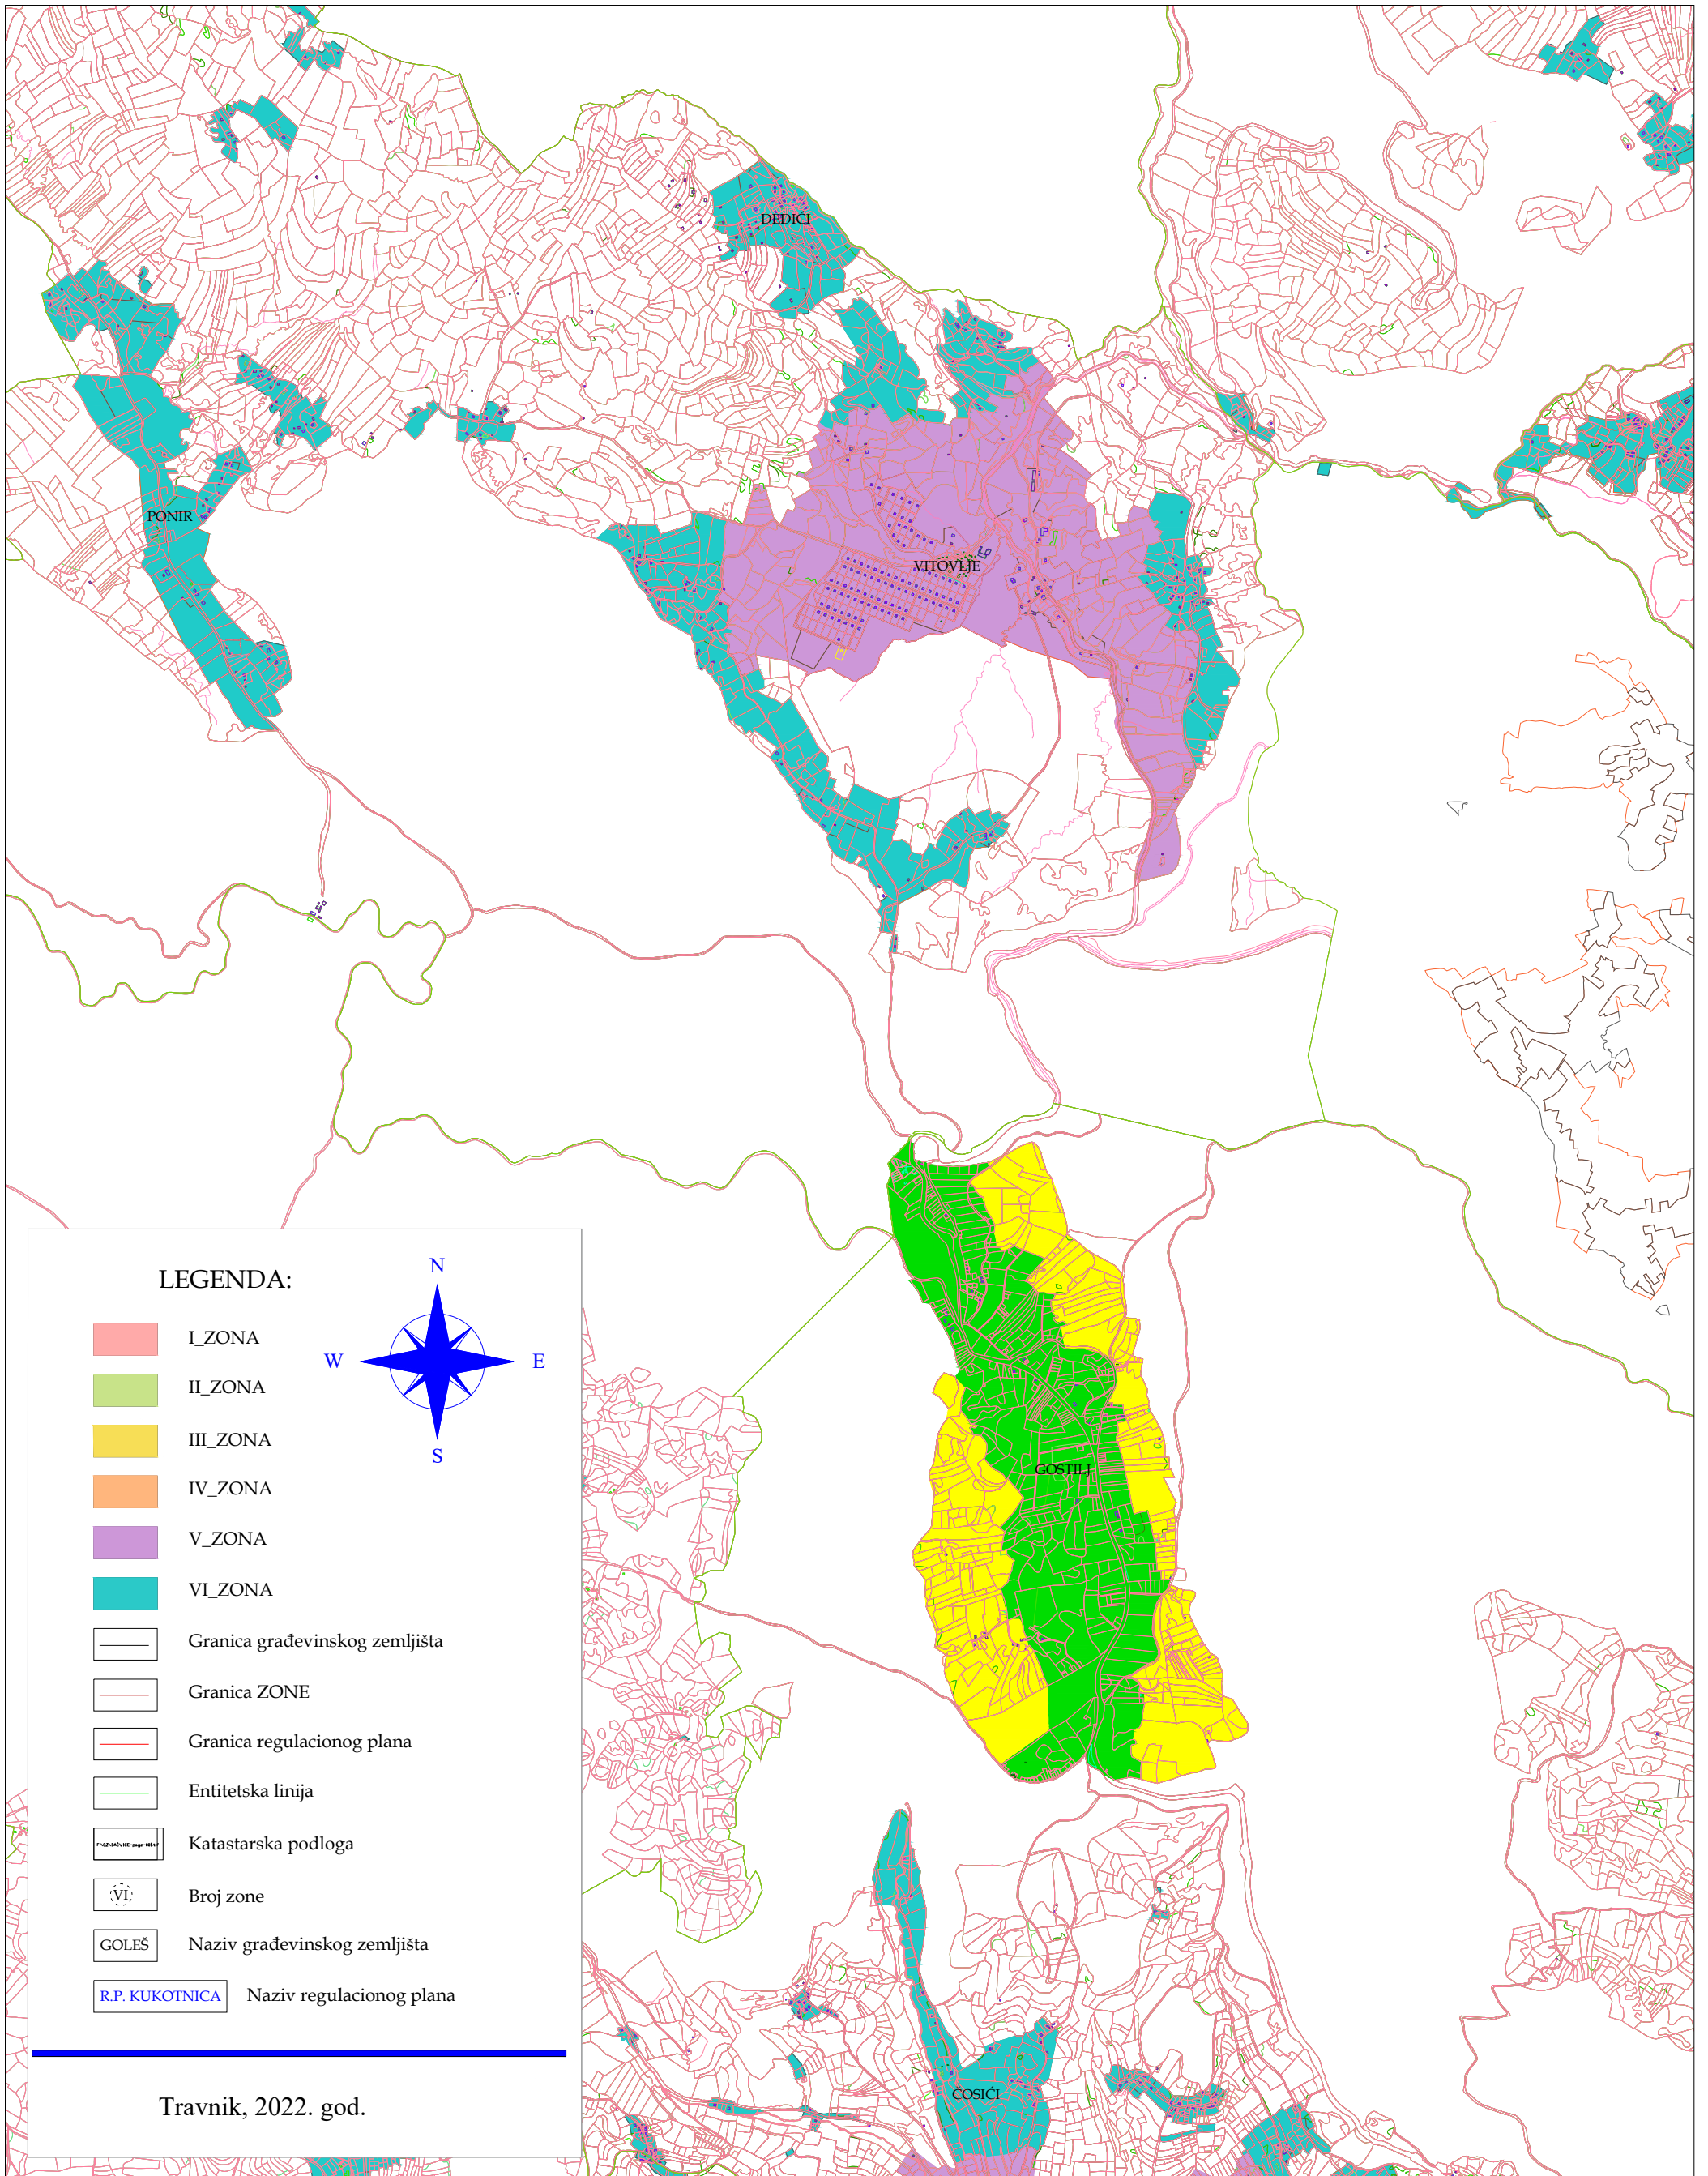 DEDIĆI
PONIR
VITOVLJE
LEGENDA:
N
W
E
S
I_ZONA
II_ZONA
III_ZONA
IV_ZONA
V_ZONA
VI_ZONA
Granica građevinskog zemljišta
Granica ZONE
Granica regulacionog plana
Entitetska linija
Katastarska podloga
VI
Broj zone
GOLEŠ
Naziv građevinskog zemljišta
R.P. KUKOTNICA
Naziv regulacionog plana
Travnik, 2022. god.
GOSTILJ
ČOSIĆI